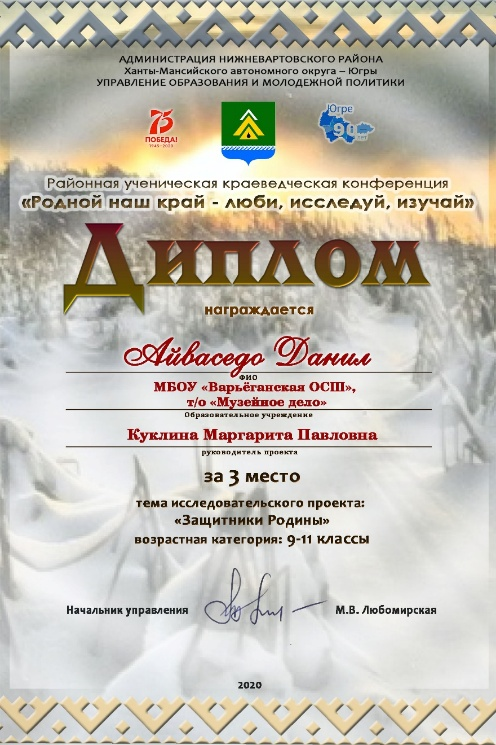 АДМИНИСТРАЦИЯ НИЖНЕВАРТОВСКОГО РАЙОНА
Ханты-Мансийского автономного округа – Югры
УПРАВЛЕНИЕ ОБРАЗОВАНИЯ И МОЛОДЕЖНОЙ ПОЛИТИКИ
75
ПОБЕДА!
1945-2020
Югре
90
лет
Районная ученическая краеведческая конференция
«Родной наш край - люби, исследуй, изучай»
Диплом
награждается
Айваседо Данил
ФИО
МБОУ «Варьёганская ОСШ»,
т/о «Музейное дело»
Образовательное учреждение
Куклина Маргарита Павловна
руководитель проекта
за 3 место
тема исследовательского проекта:
«Защитники Родины»
возрастная категория: 9-11 классы
Начальник управления М.В. Любомирская
2020